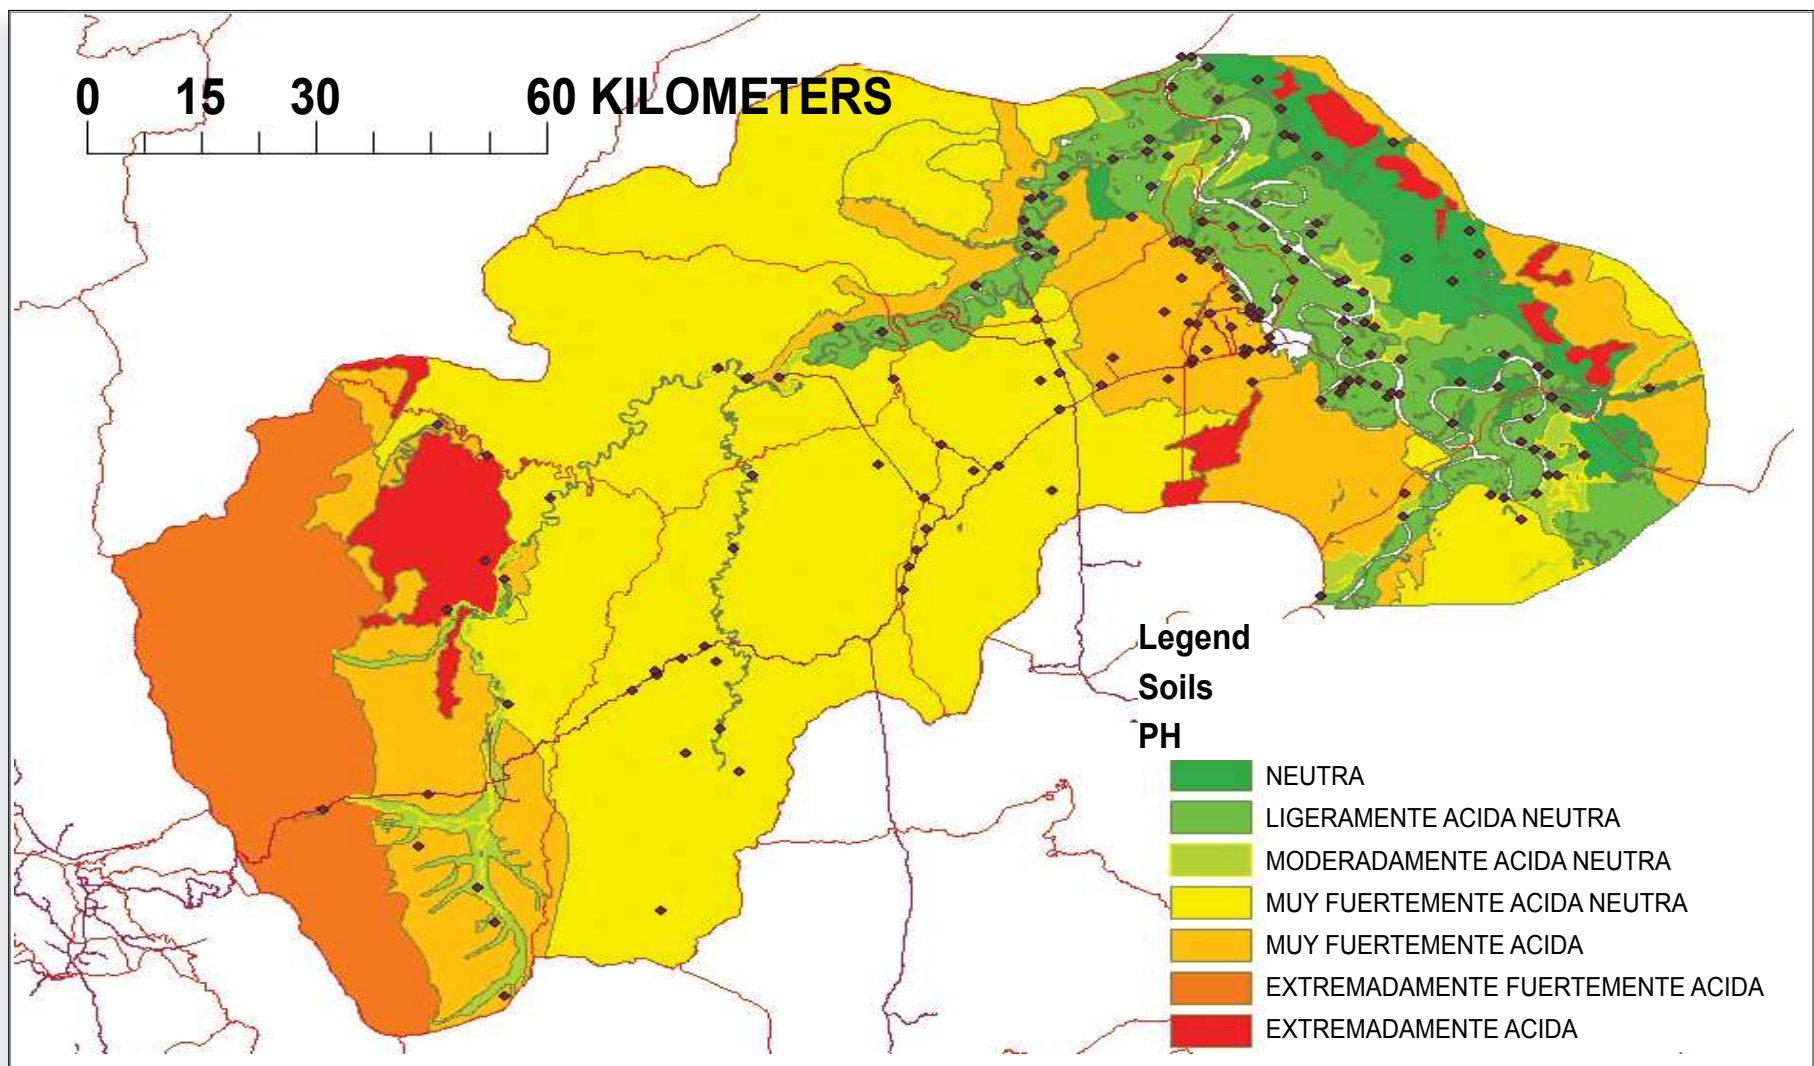 0 15 30 60 KILOMETERS
Legend
Soils
PH
NEUTRA
LIGERAMENTE ACIDA NEUTRA
MODERADAMENTE ACIDA NEUTRA
MUY FUERTEMENTE ACIDA NEUTRA
MUY FUERTEMENTE ACIDA
EXTREMADAMENTE FUERTEMENTE ACIDA
EXTREMADAMENTE ACIDA